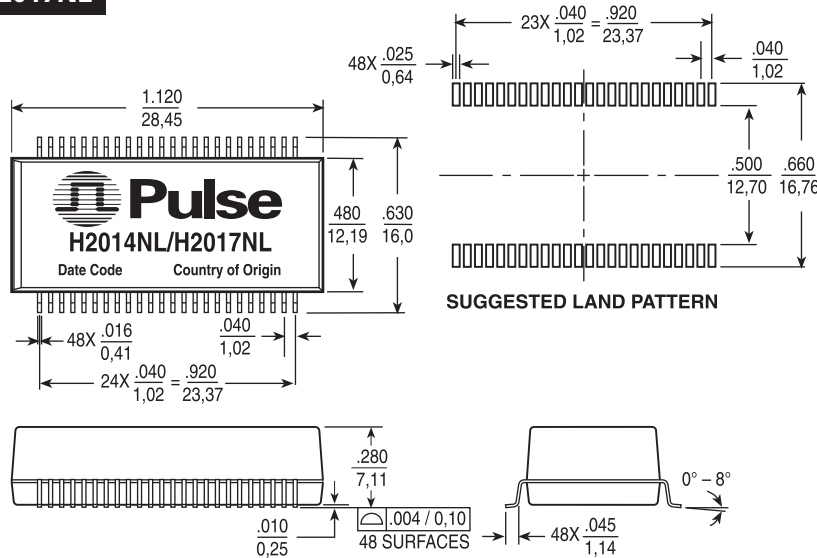 23X .040 / 1,02 = .920 / 23,37
48X .025 / 0,64
.040 / 1,02
1.120 / 28,45
.500 / 12,70
.660 / 16,76
Pulse
H2014NL/H2017NL
Date Code Country of Origin
480 / 12,19
.630 / 16,0
SUGGESTED LAND PATTERN
48X .016 / 0,41
.040 / 1,02
24X .040 / 1,02 = .920 / 23,37
.280 / 7,11
0° – 8°
.010 / 0,25
.004 / 0,10
48 SURFACES
48X .045 / 1,14